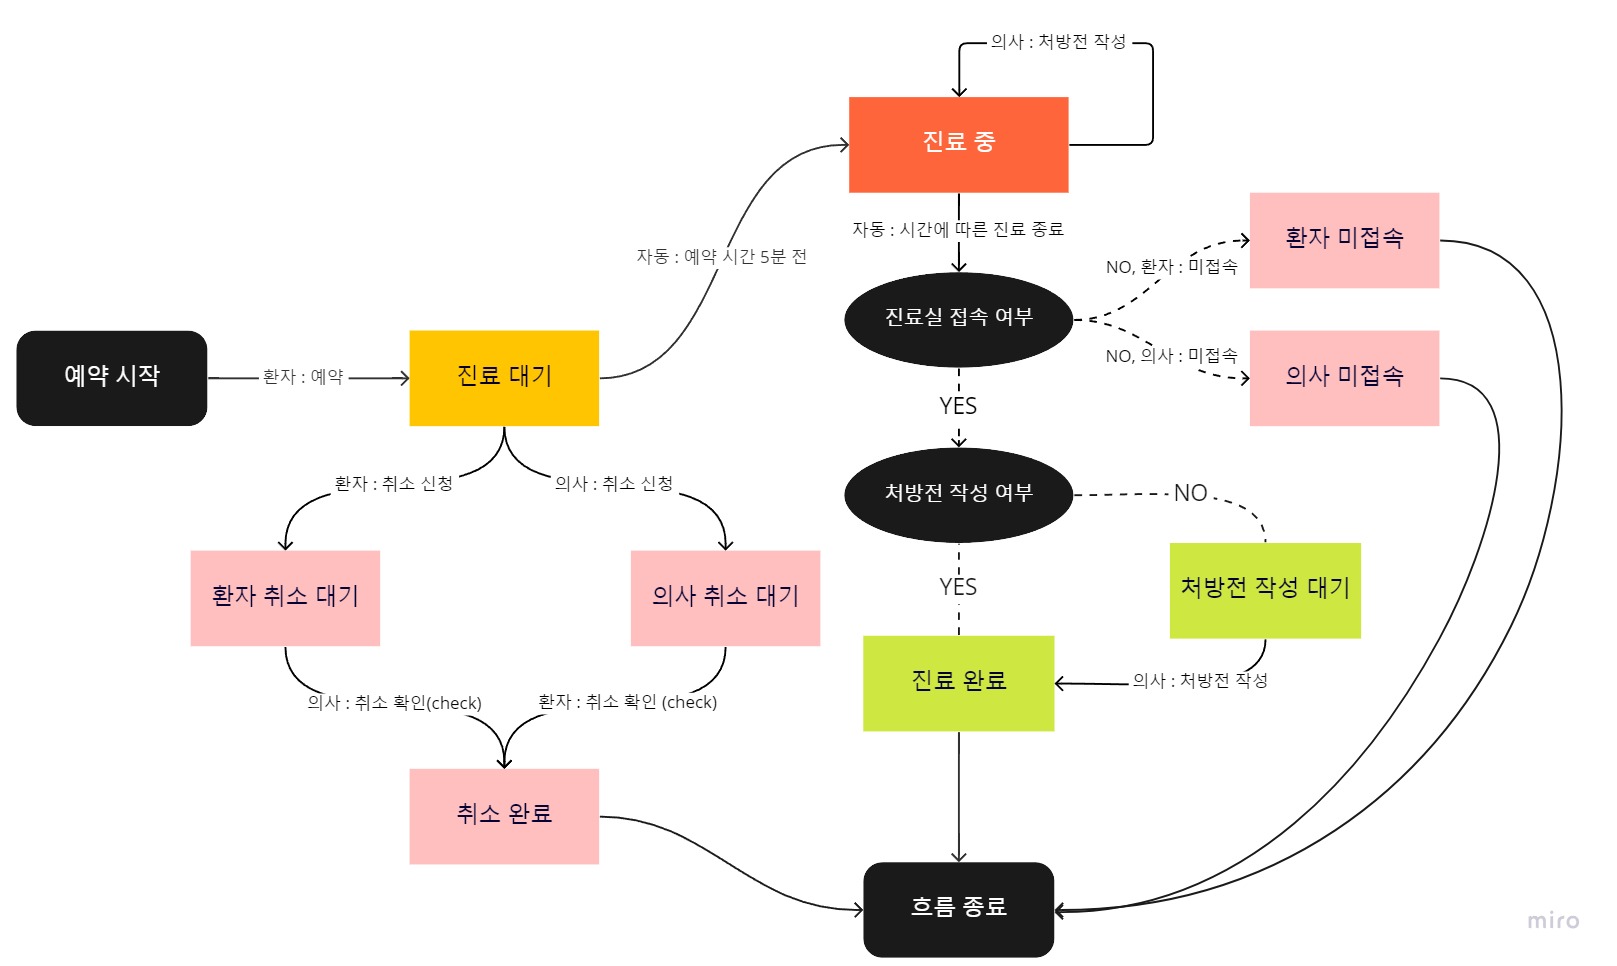 의사 : 처방전 작성
진료 중
자동 : 시간에 따른 진료 종료
환자 미접속
자동 : 예약 시간 5분 전
NO, 환자 : 미접속
진료실 접속 여부
NO, 의사 : 미접속
예약 시작
환자 : 예약
진료 대기
의사 미접속
YES
환자 : 취소 신청
의사 : 취소 신청
처방전 작성 여부
NO
환자 취소 대기
의사 취소 대기
YES
처방전 작성 대기
의사 : 취소 확인(check)
환자 : 취소 확인 (check)
진료 완료
의사 : 처방전 작성
취소 완료
흐름 종료
miro